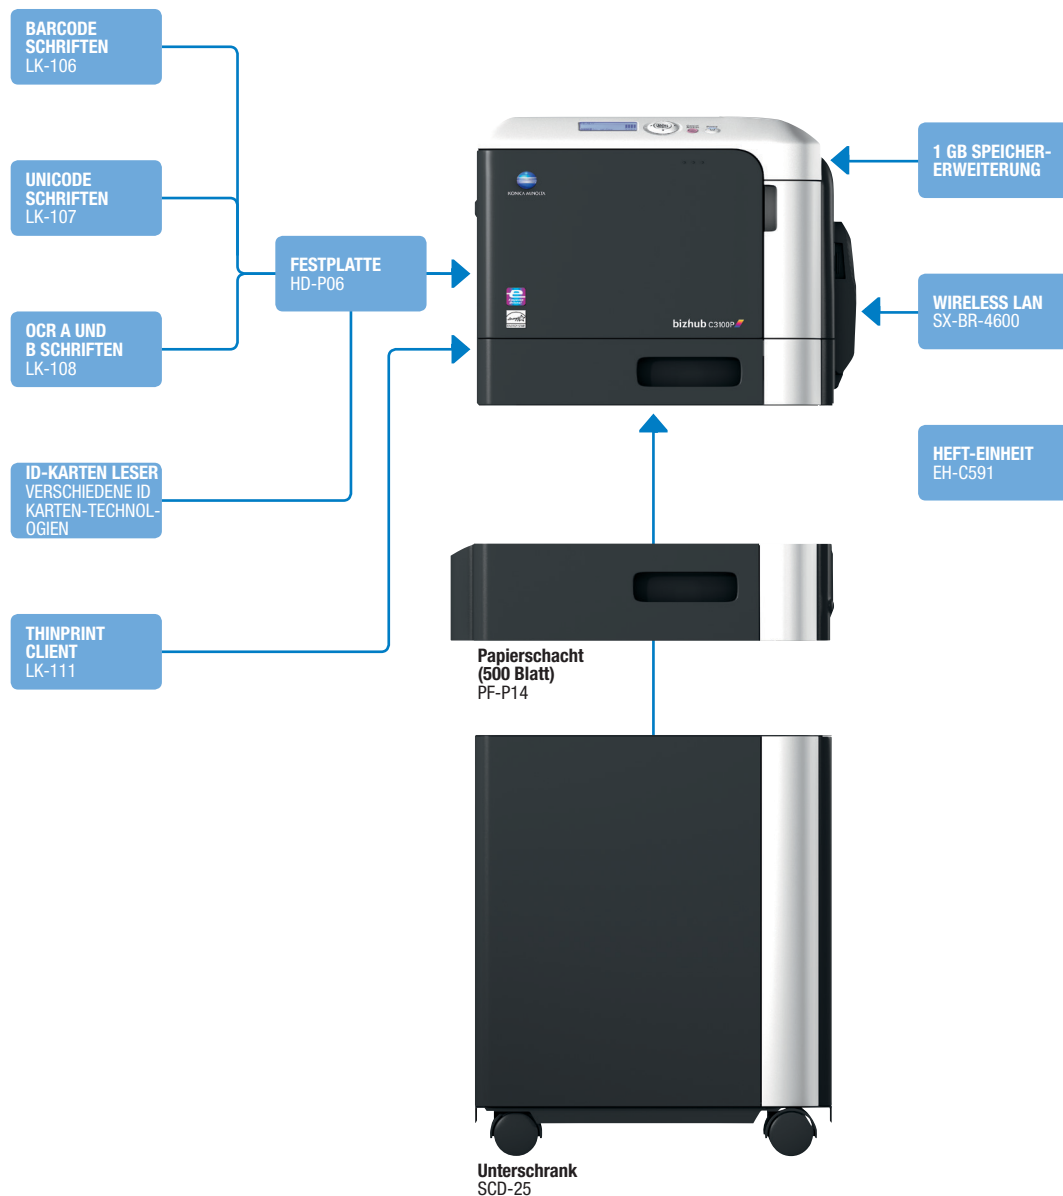 BARCODE
SCHRIFTEN
LK-106
UNICODE
SCHRIFTEN
LK-107
OCR A UND
B SCHRIFTEN
LK-108
ID-KARTEN LESER
VERSCHIEDENE ID
KARTEN-TECHNOL-
OGIEN
THINPRINT
CLIENT
LK-111
FESTPLATTE
HD-P06
KONICA MINOLTA
bizhub C3100P
1 GB SPEICHER-
ERWEITERUNG
WIRELESS LAN
SX-BR-4600
HEFT-EINHEIT
EH-C591
Papierschacht
(500 Blatt)
PF-P14
Unterschrank
SCD-25